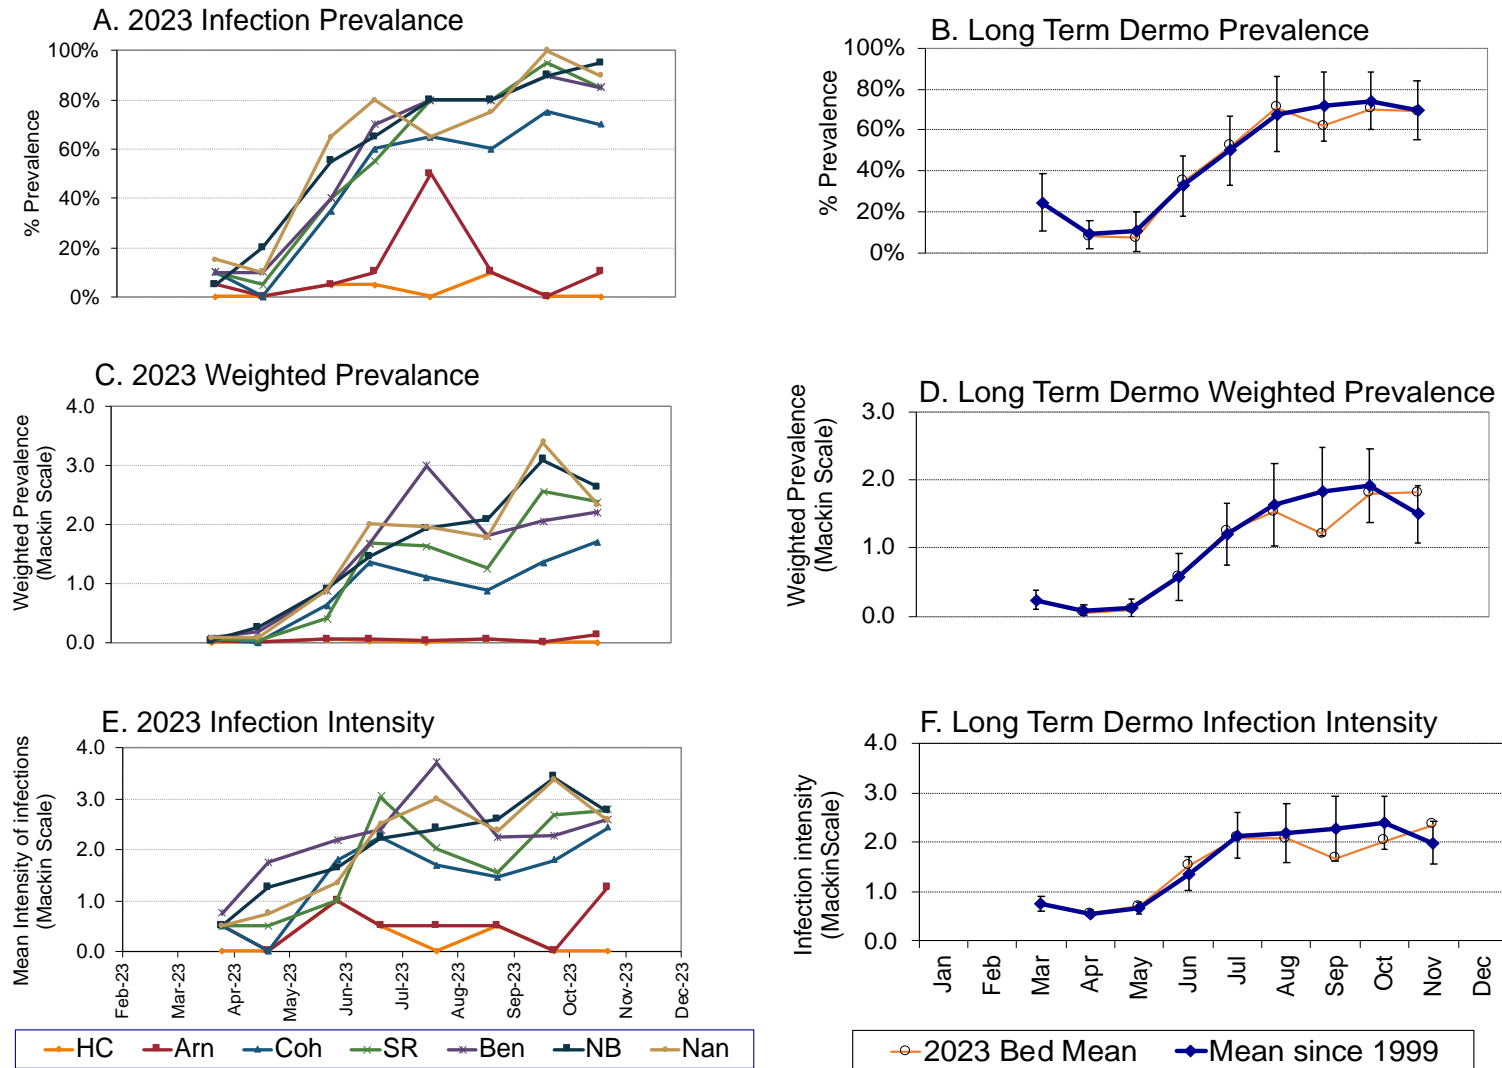 A. 2023 Infection Prevalance
% Prevalence
100%
80%
60%
40%
20%
0%
B. Long Term Dermo Prevalence
% Prevalence
100%
80%
60%
40%
20%
0%
C. 2023 Weighted Prevalance
Weighted Prevalence
(Mackin Scale)
4.0
3.0
2.0
1.0
0.0
D. Long Term Dermo Weighted Prevalence
Weighted Prevalence
(Mackin Scale)
3.0
2.0
1.0
0.0
E. 2023 Infection Intensity
Mean Intensity of infections
(Mackin Scale)
4.0
3.0
2.0
1.0
0.0
Feb-23
Mar-23
Apr-23
May-23
Jun-23
Jul-23
Aug-23
Sep-23
Oct-23
Nov-23
Dec-23
HC Arn Coh SR Ben NB Nan
F. Long Term Dermo Infection Intensity
Infection intensity
(MackinScale)
4.0
3.0
2.0
1.0
0.0
Jan
Feb
Mar
Apr
May
Jun
Jul
Aug
Sep
Oct
Nov
Dec
2023 Bed Mean Mean since 1999